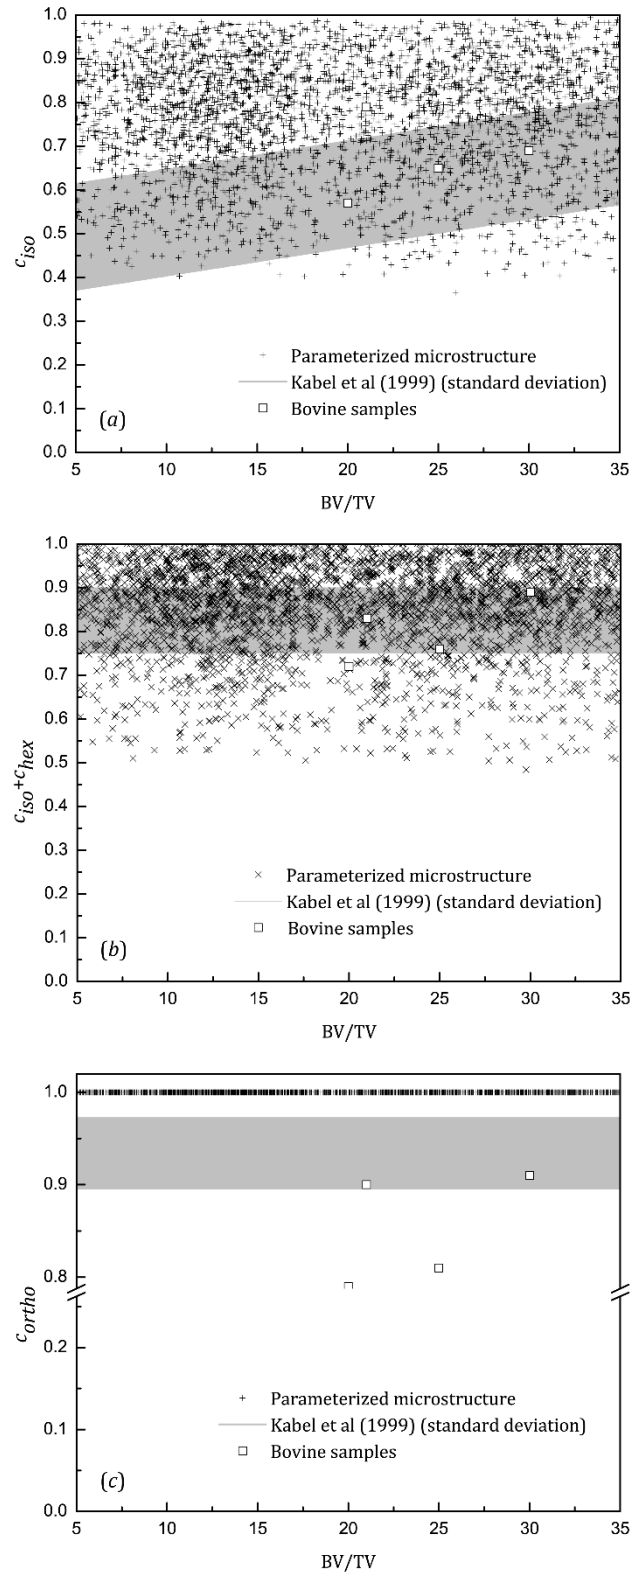 1.0
0.9
0.8
0.7
0.6
0.5
0.4
0.3
0.2
0.1
0.0
c_iso
Parameterized microstructure
Kabel et al (1999) (standard deviation)
Bovine samples
(a)
5 10 15 20 25 30 35
BV/TV
1.0
0.9
0.8
0.7
0.6
0.5
0.4
0.3
0.2
0.1
0.0
c_iso+c_hex
Parameterized microstructure
Kabel et al (1999) (standard deviation)
Bovine samples
(b)
5 10 15 20 25 30 35
BV/TV
1.0
0.9
0.8
0.2
0.1
0.0
c_ortho
Parameterized microstructure
Kabel et al (1999) (standard deviation)
Bovine samples
(c)
5 10 15 20 25 30 35
BV/TV